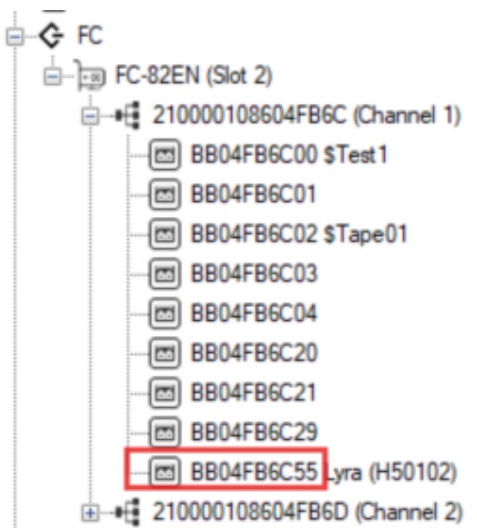 FC
FC-82EN (Slot 2)
210000108604FB6C (Channel 1)
BB04FB6C00 $Test1
BB04FB6C01
BB04FB6C02 $Tape01
BB04FB6C03
BB04FB6C04
BB04FB6C20
BB04FB6C21
BB04FB6C29
BB04FB6C55 Lyra (H50102)
210000108604FB6D (Channel 2)